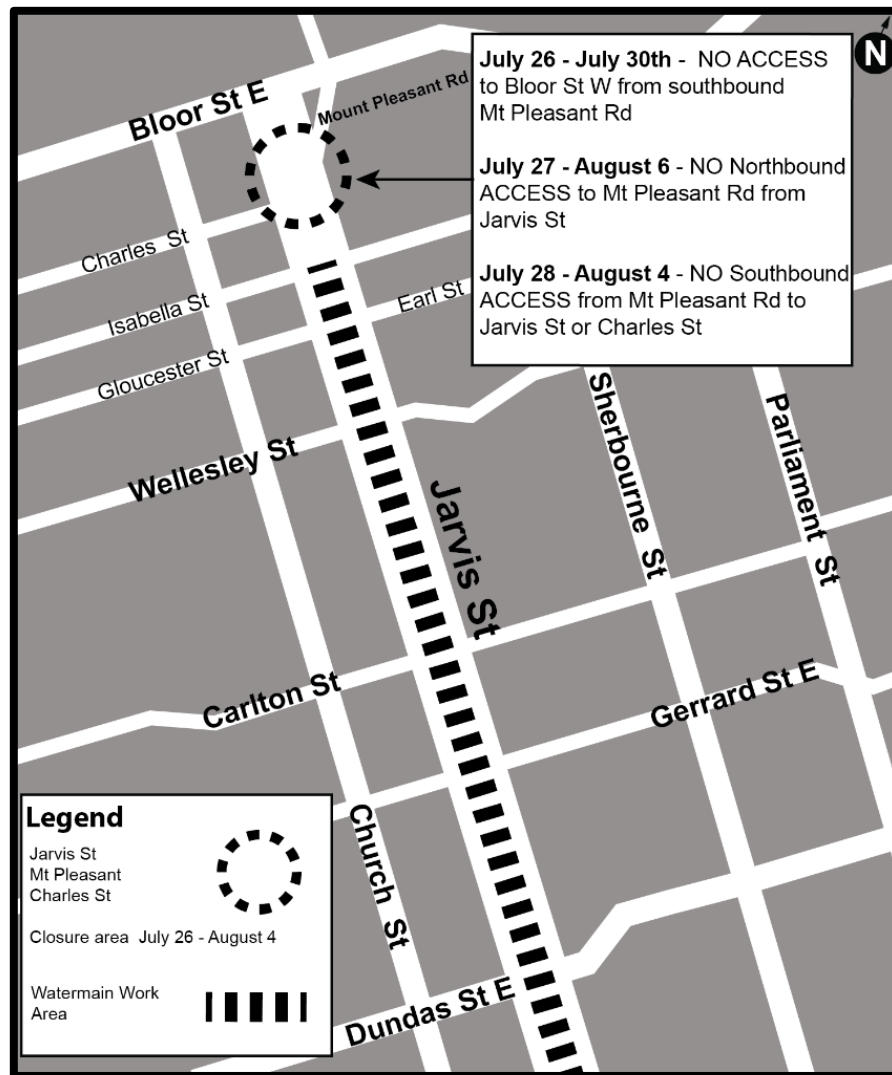 N
July 26 - July 30th - NO ACCESS
to Bloor St W from southbound
Mt Pleasant Rd
July 27 - August 6 - NO Northbound
ACCESS to Mt Pleasant Rd from
Jarvis St
July 28 - August 4 - NO Southbound
ACCESS from Mt Pleasant Rd to
Jarvis St or Charles St
Bloor St E
Mount Pleasant Rd
Charles St
Isabella St
Earl St
Gloucester St
Wellesley St
Jarvis St
Sherbourne St
Parliament St
Carlton St
Gerrard St E
Church St
Dundas St E
Legend
Jarvis St
Mt Pleasant
Charles St
Closure area July 26 - August 4
Watermain Work
Area